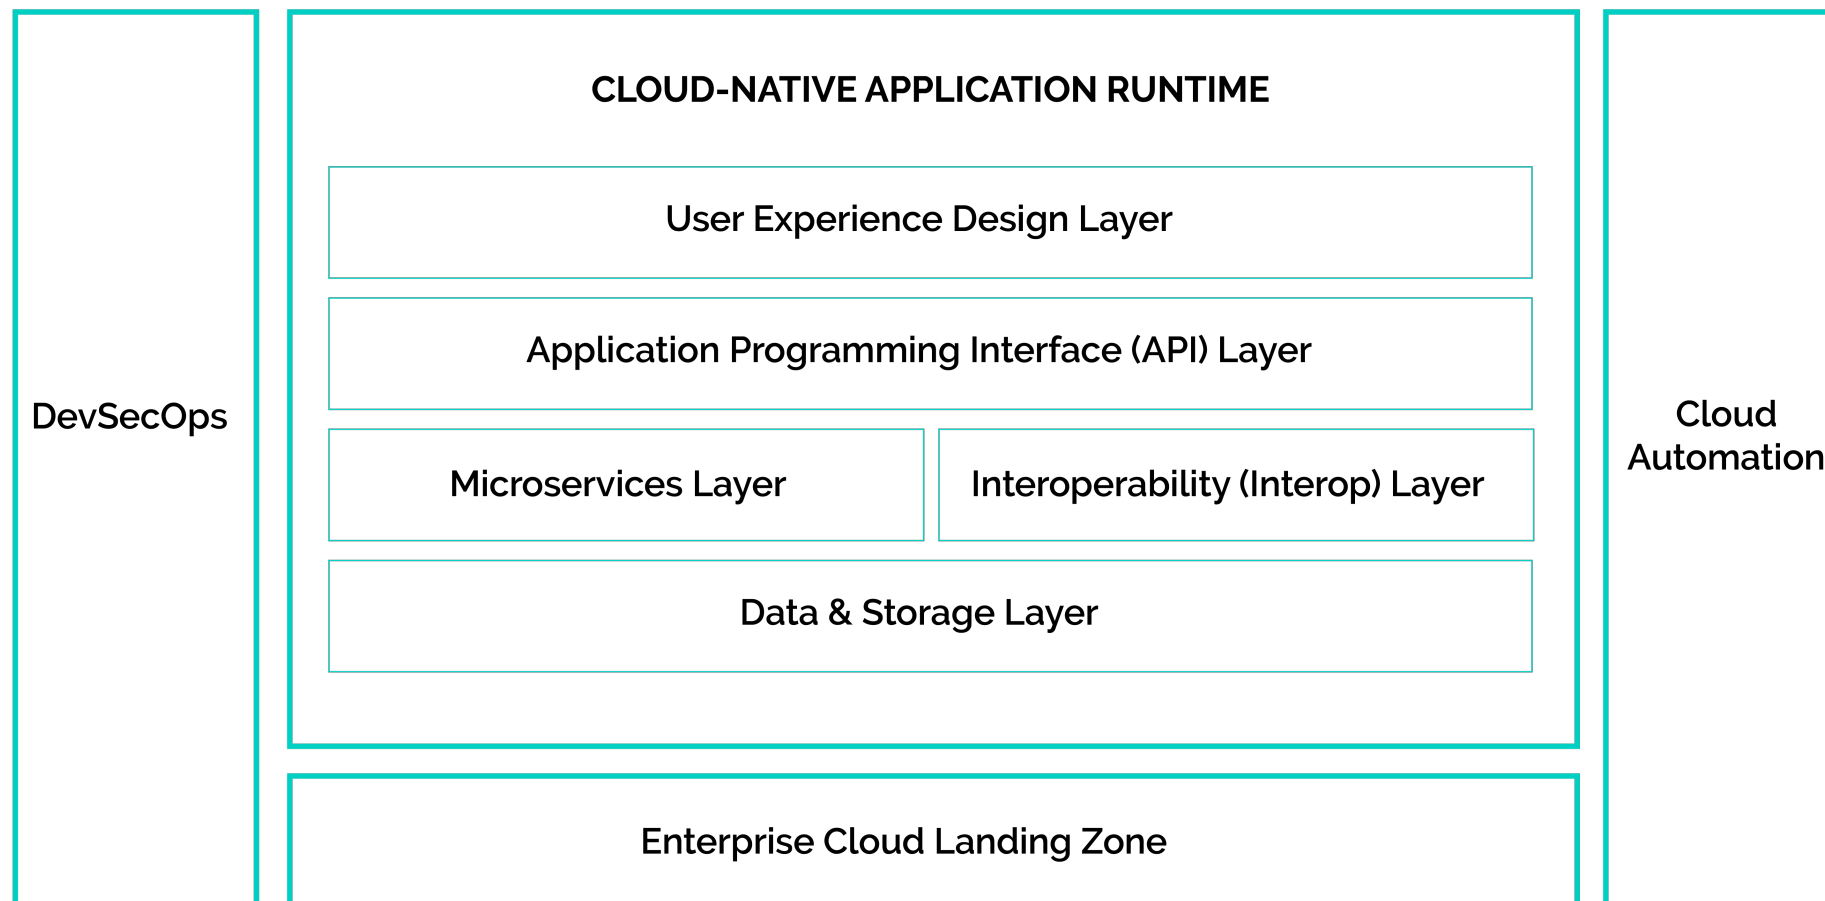 CLOUD-NATIVE APPLICATION RUNTIME
User Experience Design Layer
Application Programming Interface (API) Layer
DevSecOps
Cloud
Automation
Microservices Layer
Interoperability (Interop) Layer
Data & Storage Layer
Enterprise Cloud Landing Zone